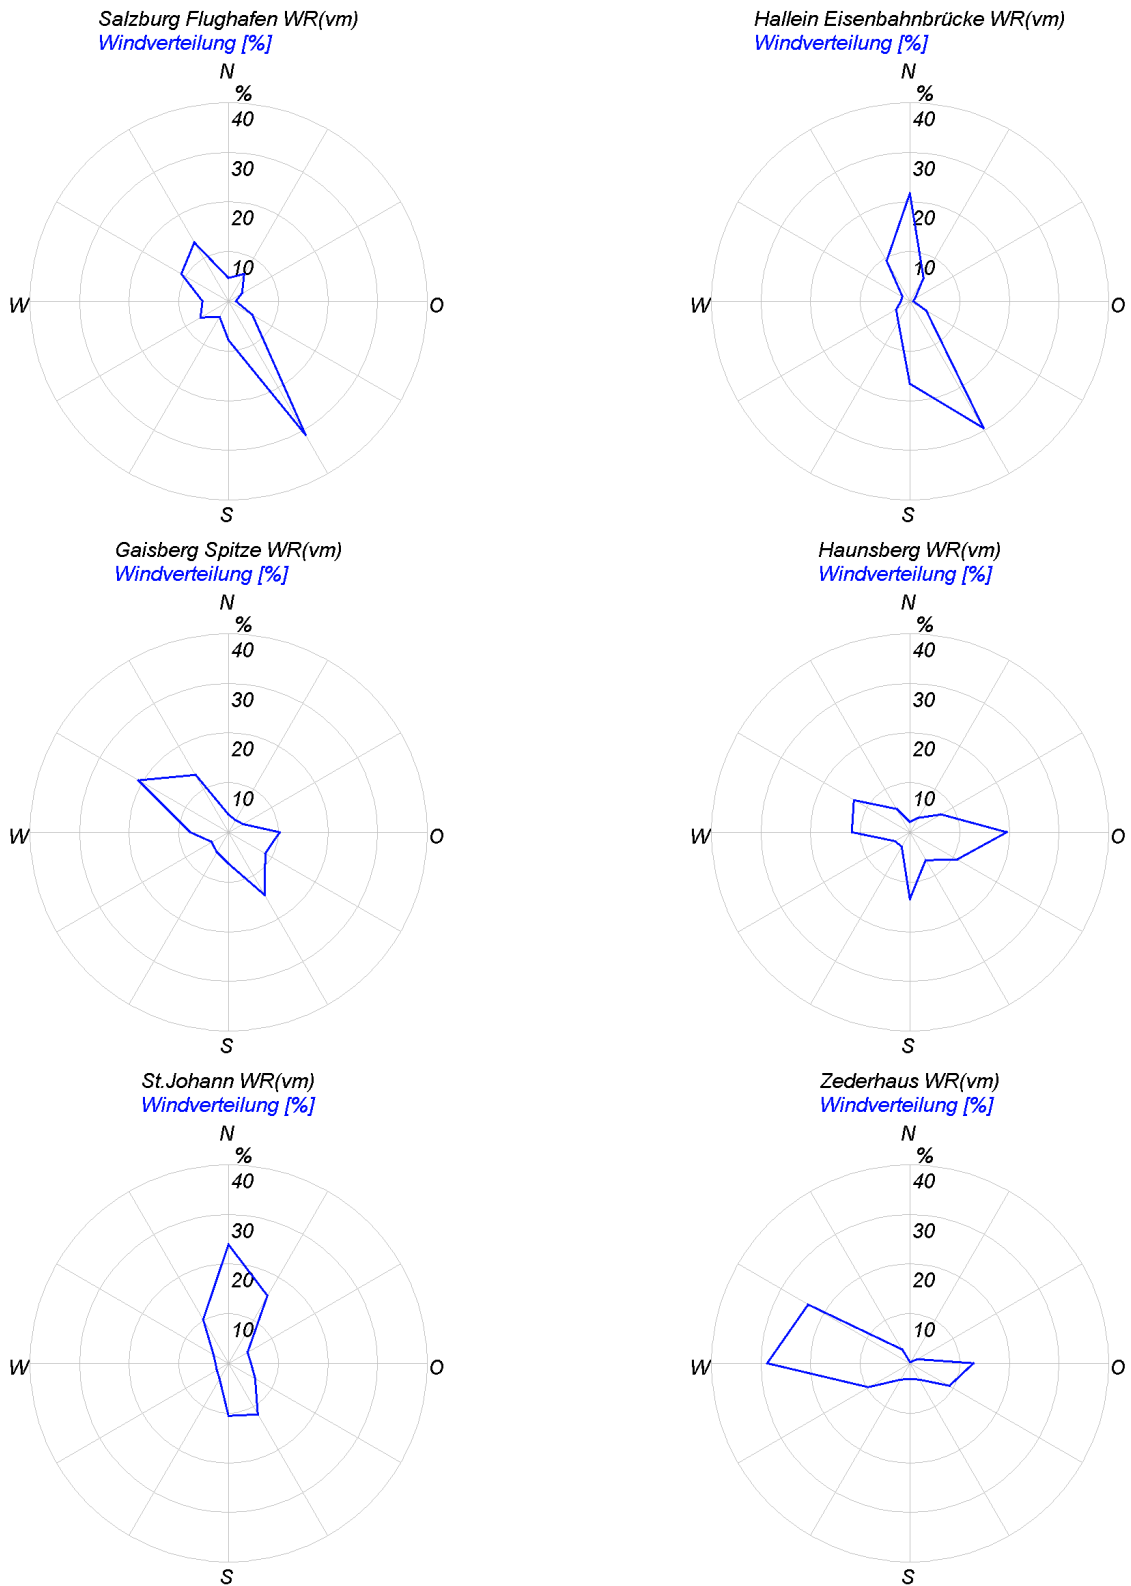 Salzburg Flughafen WR(vm)
Windverteilung [%]
N
%
40
30
20
10
W
O
S
Hallein Eisenbahnbrücke WR(vm)
Windverteilung [%]
N
%
40
30
20
10
W
O
S
Gaisberg Spitze WR(vm)
Windverteilung [%]
N
%
40
30
20
10
W
O
S
Haunsberg WR(vm)
Windverteilung [%]
N
%
40
30
20
10
W
O
S
St.Johann WR(vm)
Windverteilung [%]
N
%
40
30
20
10
W
O
S
Zederhaus WR(vm)
Windverteilung [%]
N
%
40
30
20
10
W
O
S